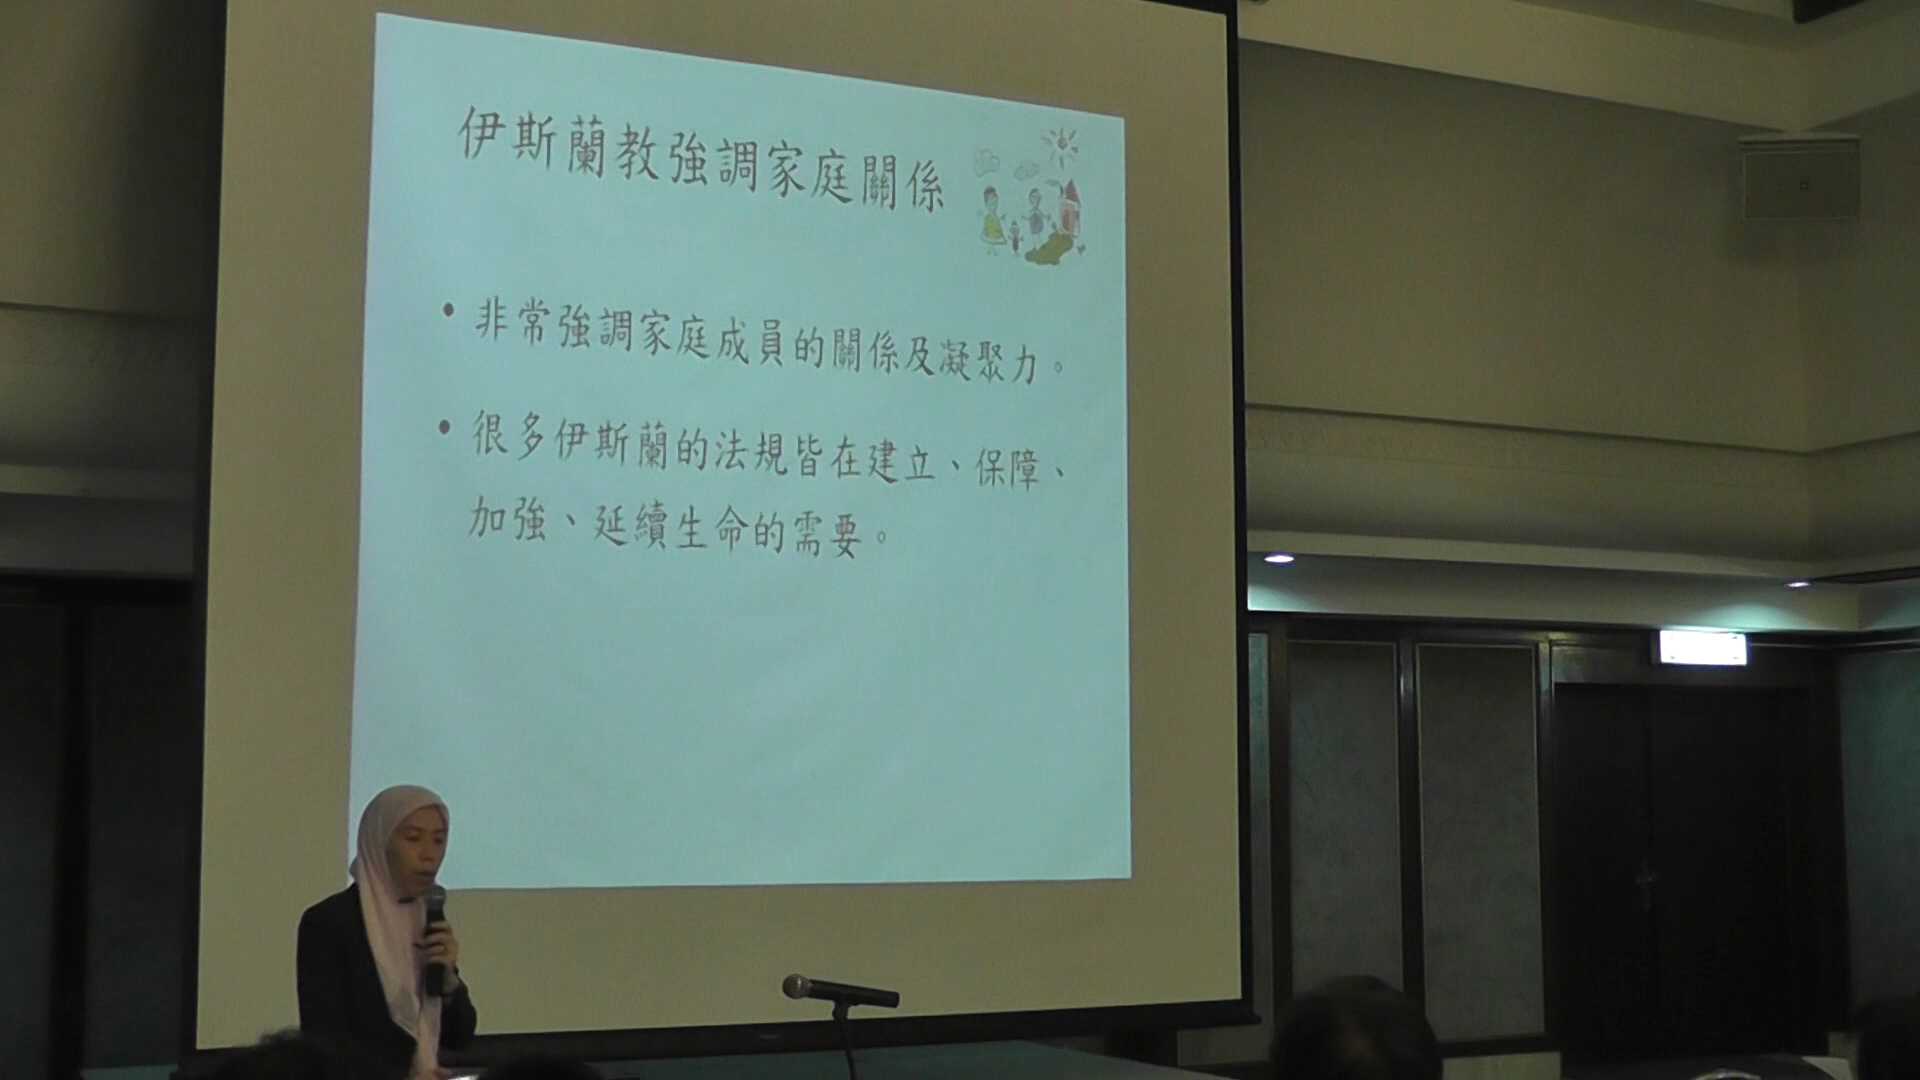 伊斯蘭教強調家庭關係
• 非常強調家庭成員的關係及凝聚力。
• 很多伊斯蘭的法規皆在建立、保障、
加強、延續生命的需要。